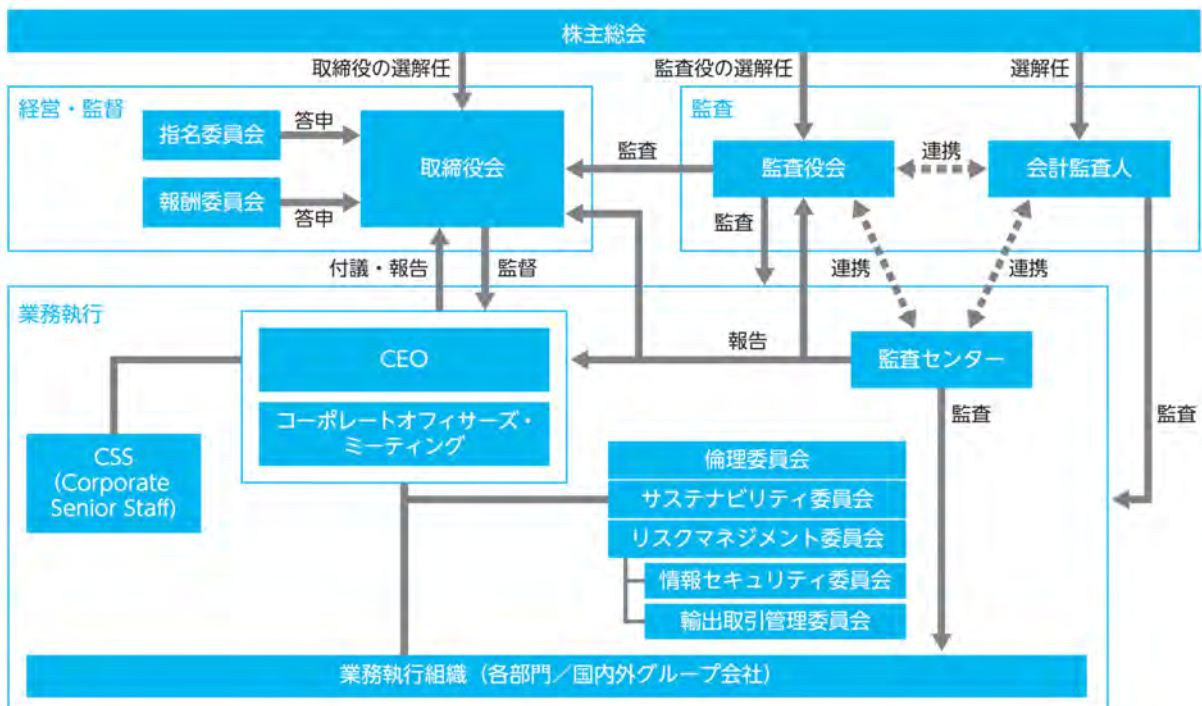 株主総会
取締役の選解任
監査役の選解任
選解任
経営・監督
監査
指名委員会
答申
取締役会
監査
監査役会
連携
会計監査人
報酬委員会
答申
監査
付議・報告
監督
連携
連携
業務執行
CEO
報告
監査センター
コーポレートオフィサーズ・
ミーティング
監査
監査
CSS
(Corporate
Senior Staff)
倫理委員会
サステナビリティ委員会
リスクマネジメント委員会
情報セキュリティ委員会
輸出取引管理委員会
業務執行組織（各部門／国内外グループ会社）